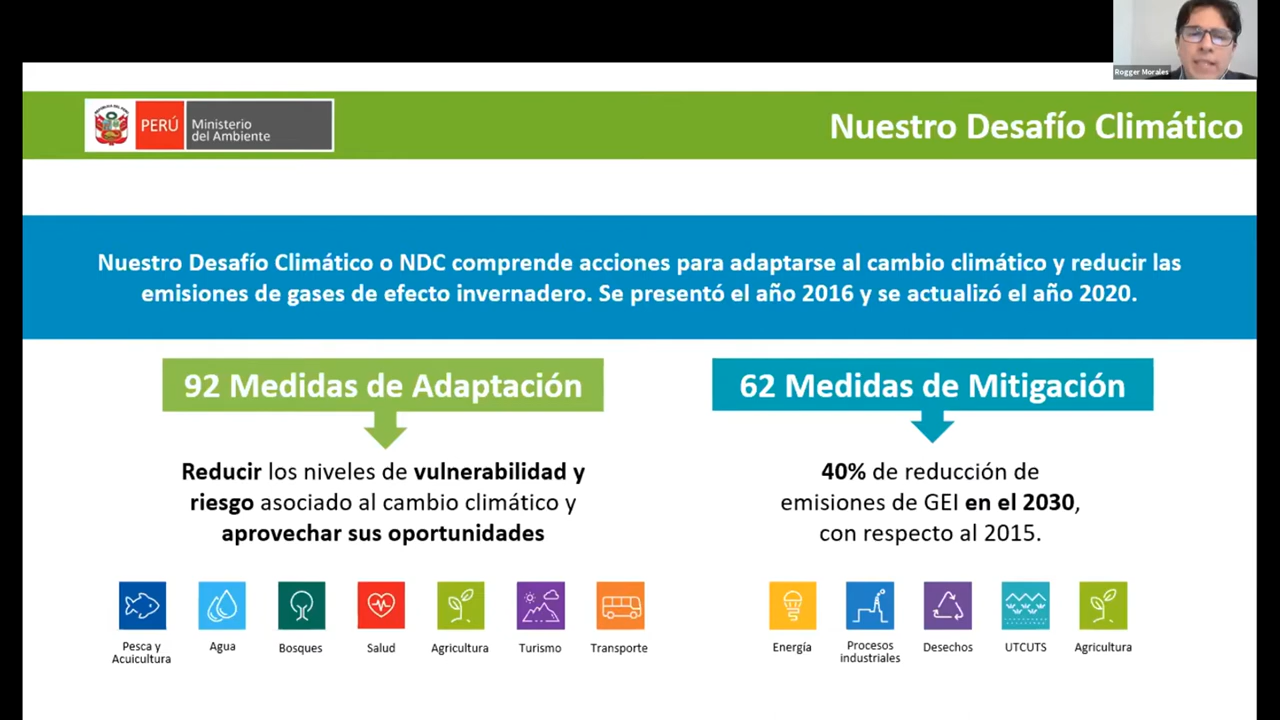 Rogger Morales
PERÚ
Ministerio
del Ambiente
Nuestro Desafío Climático
Nuestro Desafío Climático o NDC comprende acciones para adaptarse al cambio climático y reducir las
emisiones de gases de efecto invernadero. Se presentó el año 2016 y se actualizó el año 2020.
92 Medidas de Adaptación
Reducir los niveles de vulnerabilidad y
riesgo asociado al cambio climático y
aprovechar sus oportunidades
Pesca y
Acuicultura
Agua
Bosques
Salud
Agricultura
Turismo
Transporte
62 Medidas de Mitigación
40% de reducción de
emisiones de GEI en el 2030,
con respecto al 2015.
Energía
Procesos
industriales
Desechos
UTCUTS
Agricultura